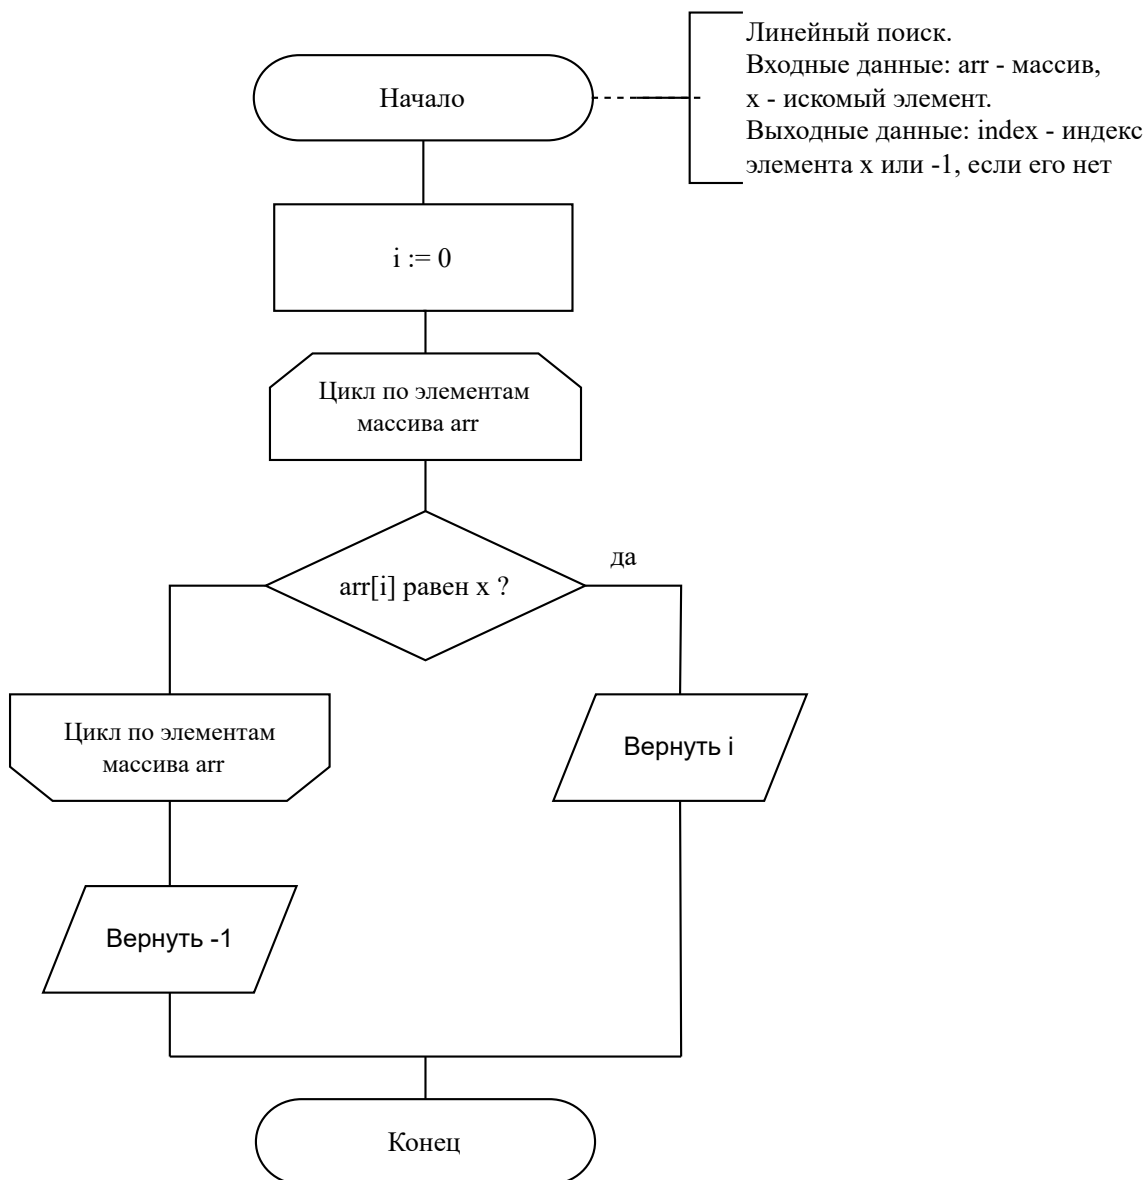 Линейный поиск.
Входные данные: arr - массив,
x - искомый элемент.
Выходные данные: index - индекс
элемента x или -1, если его нет
Начало
i := 0
Цикл по элементам
массива arr
arr[i] равен x ?
да
Цикл по элементам
массива arr
Вернуть i
Вернуть -1
Конец